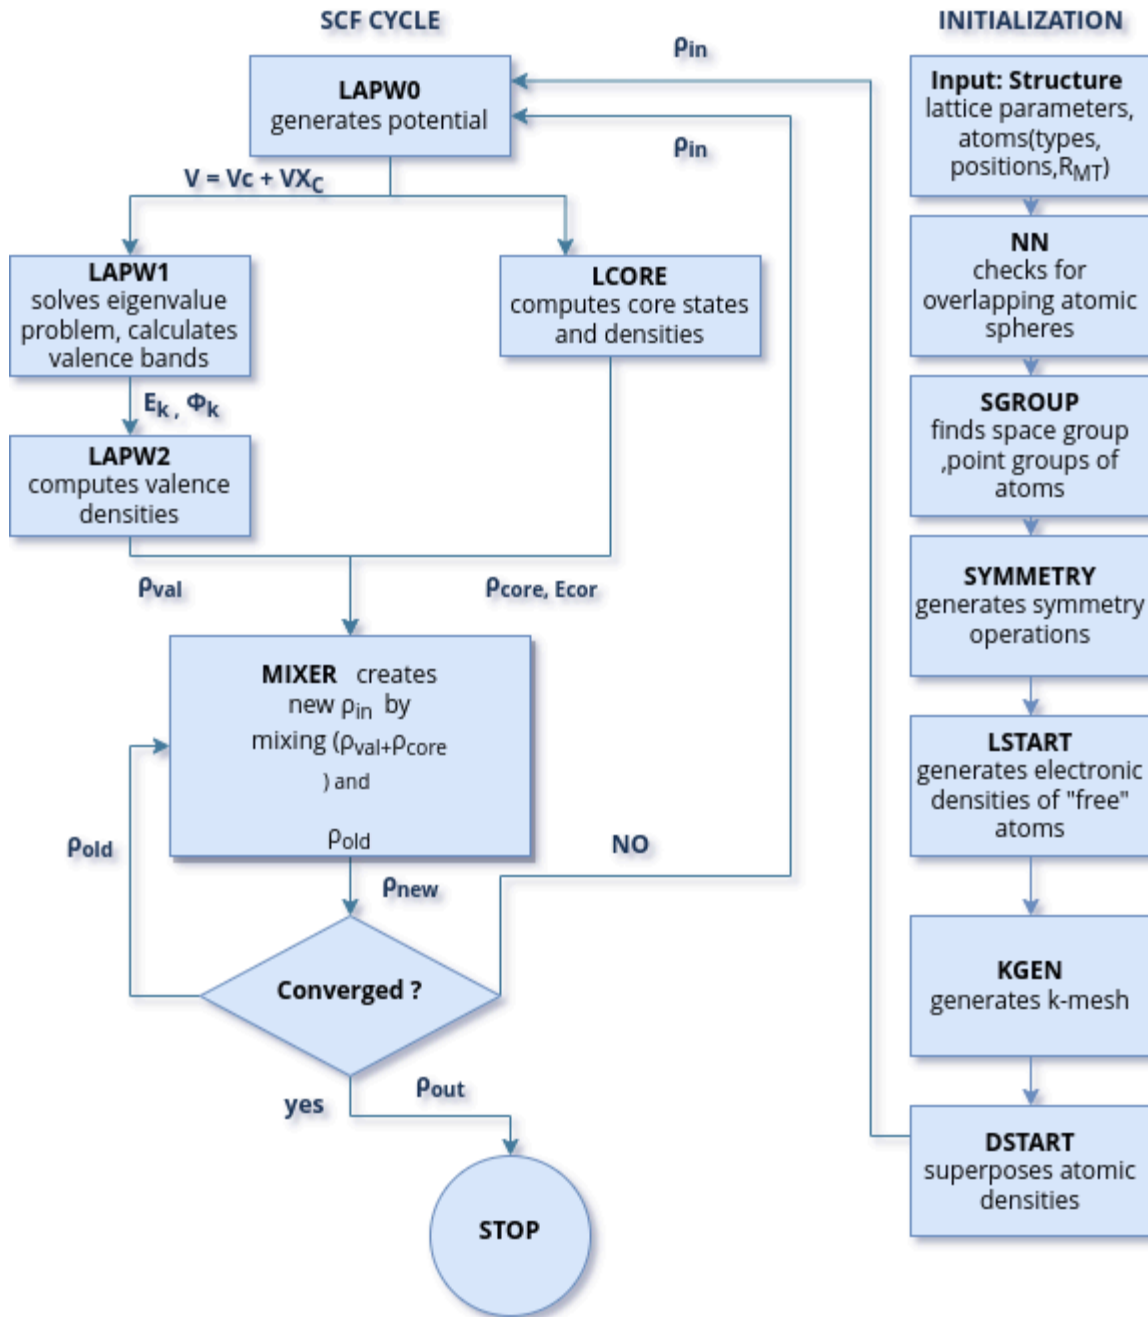 SCF CYCLE
INITIALIZATION
ρin
LAPW0
generates potential
ρin
V = Vc + VXC
LAPW1
solves eigenvalue
problem, calculates
valence bands
LCORE
computes core states
and densities
Ek , Φk
LAPW2
computes valence
densities
ρval
ρcore, Ecor
MIXER creates
new ρin by
mixing (ρval+ρcore
) and
ρold
ρold
NO
ρnew
Converged ?
yes
ρout
STOP
Input: Structure
lattice parameters,
atoms(types,
positions,RMT)
NN
checks for
overlapping atomic
spheres
SGROUP
finds space group
,point groups of
atoms
SYMMETRY
generates symmetry
operations
LSTART
generates electronic
densities of "free"
atoms
KGEN
generates k-mesh
DSTART
superposes atomic
densities